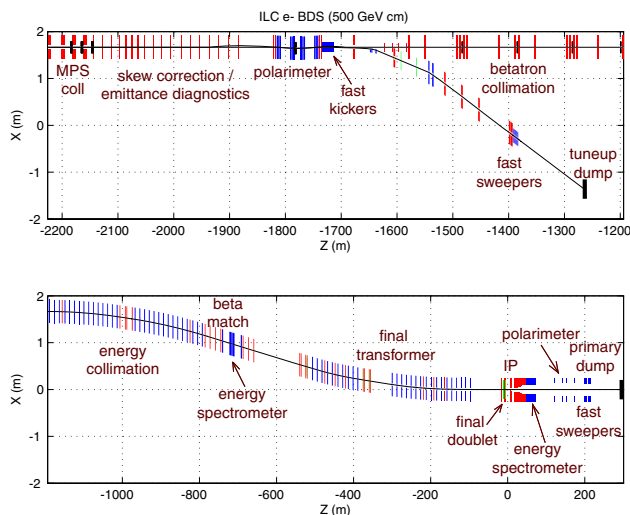 ILC e- BDS (500 GeV cm)
2
1
0
-1
-2
X (m)
MPS
coll
skew correction /
emittance diagnostics
polarimeter
fast
kickers
betatron
collimation
fast
sweepers
tuneup
dump
-2200 -2100 -2000 -1900 -1800 -1700 -1600 -1500 -1400 -1300 -1200
Z (m)
2
1
0
1
-2
X (m)
energy
collimation
beta
match
energy
spectrometer
final
transformer
IP
polarimeter
primary
dump
final
doublet
energy
spectrometer
fast
sweepers
-1000 -800 -600 -400 -200 0 200
Z (m)